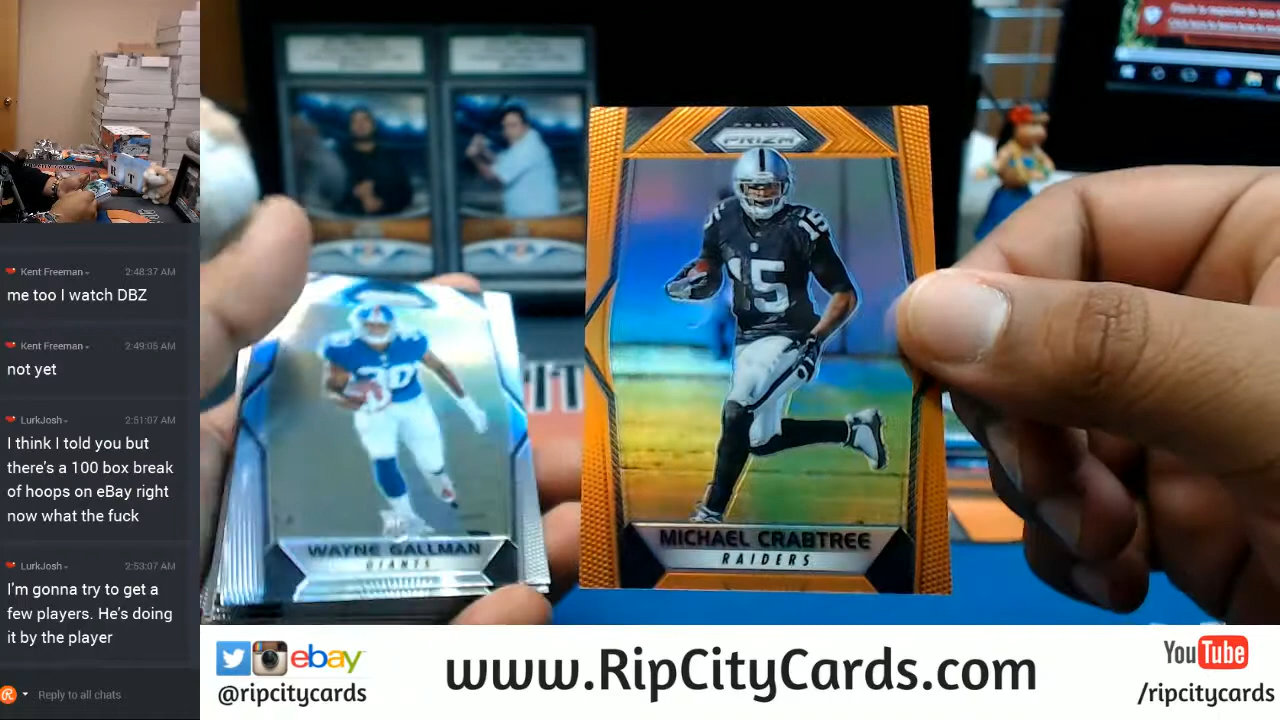 Kent Freeman 2:48:37 AM
me too I watch DBZ
Kent Freeman 2:49:05 AM
not yet
LurkJosh 2:51:07 AM
I think I told you but
there's a 100 box break
of hoops on eBay right
now what the fuck
LurkJosh 2:53:07 AM
I'm gonna try to get a
few players. He's doing
it by the player
Reply to all chats
PANINI
PRIZM
15
15
MICHAEL CRABTREE
RAIDERS
WAYNE GALLMAN
GIANTS
ebay
@ripcitycards
www.RipCityCards.com
YouTube
/ripcitycards